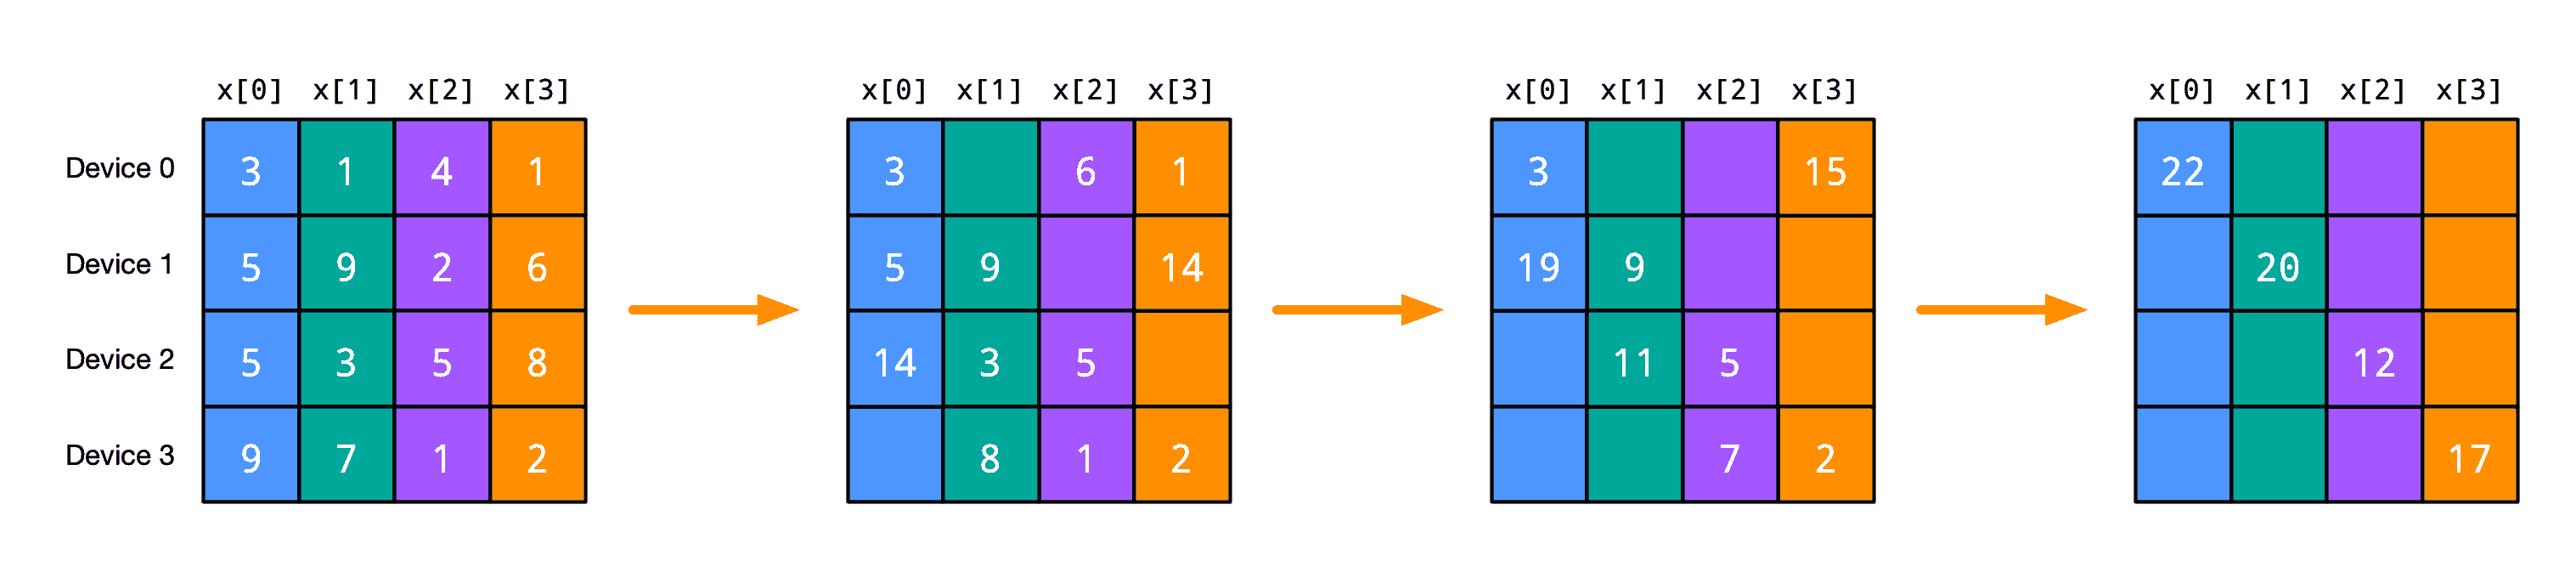 x[0] x[1] x[2] x[3] x[0] x[1] x[2] x[3] x[0] x[1] x[2] x[3] x[0] x[1] x[2] x[3]
Device 0 3 1 4 1 3 6 1 3 15 22
Device 1 5 9 2 6 5 9 14 19 9 20
Device 2 5 3 5 8 14 3 5 11 5 12
Device 3 9 7 1 2 8 1 2 7 2 17